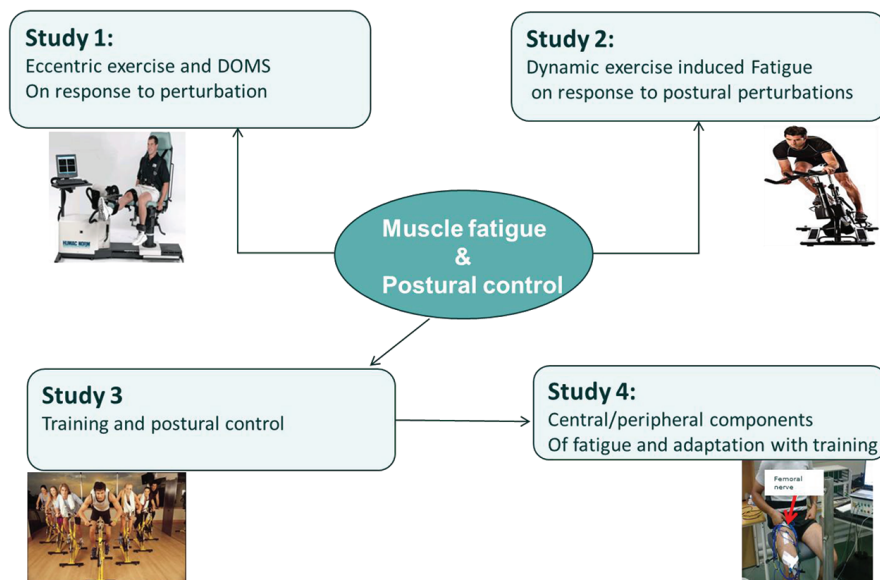 Study 1:
Eccentric exercise and DOMS
On response to perturbation
Study 2:
Dynamic exercise induced Fatigue
on response to postural perturbations
HUMAC NORM
Muscle fatigue
&
Postural control
Study 3
Training and postural control
Study 4:
Central/peripheral components
Of fatigue and adaptation with training
Femoral
nerve